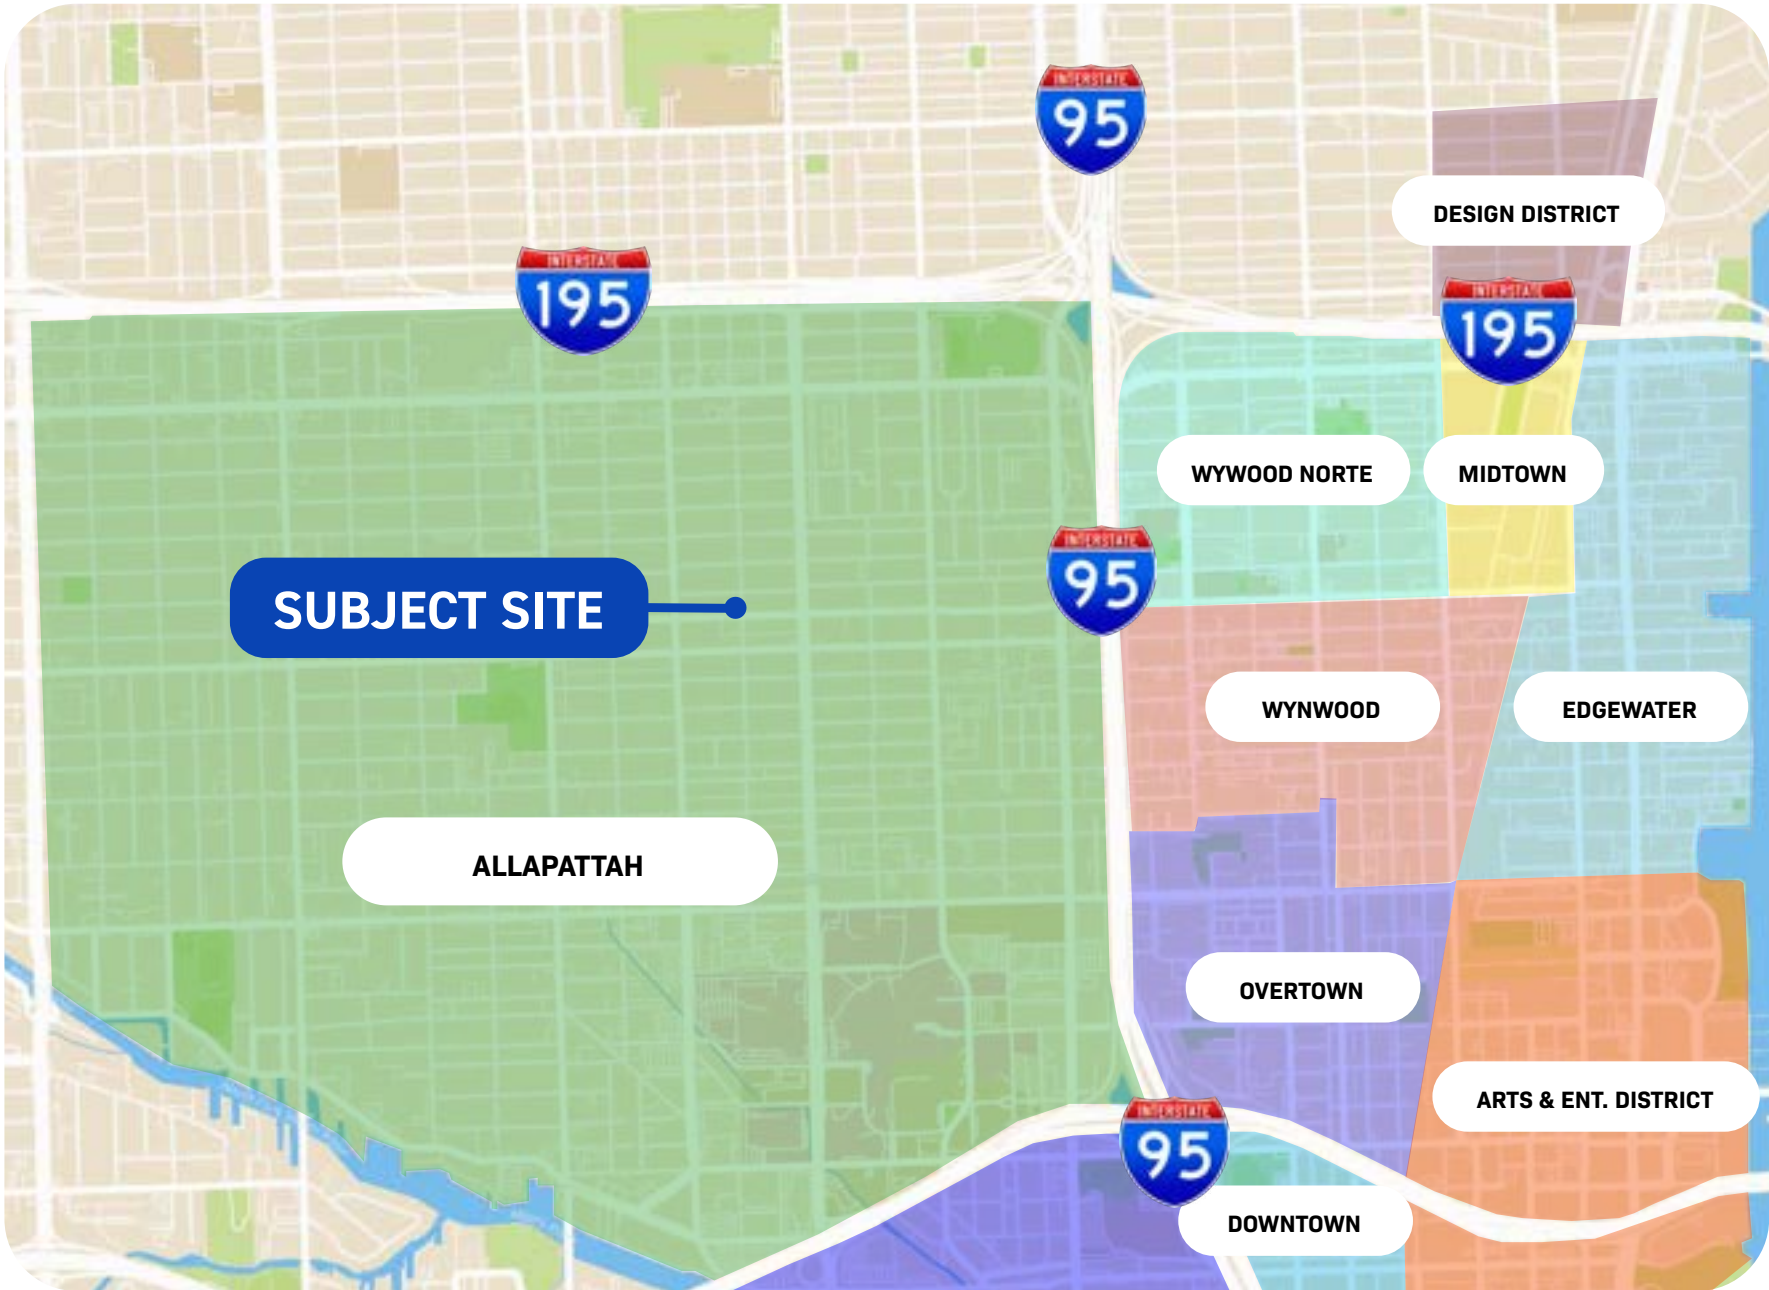 INTERSTATE
95
DESIGN DISTRICT
INTERSTATE
195
INTERSTATE
195
WYWOOD NORTE
MIDTOWN
INTERSTATE
95
SUBJECT SITE
WYNWOOD
EDGEWATER
ALLAPATTAH
OVERTOWN
ARTS & ENT. DISTRICT
INTERSTATE
95
DOWNTOWN